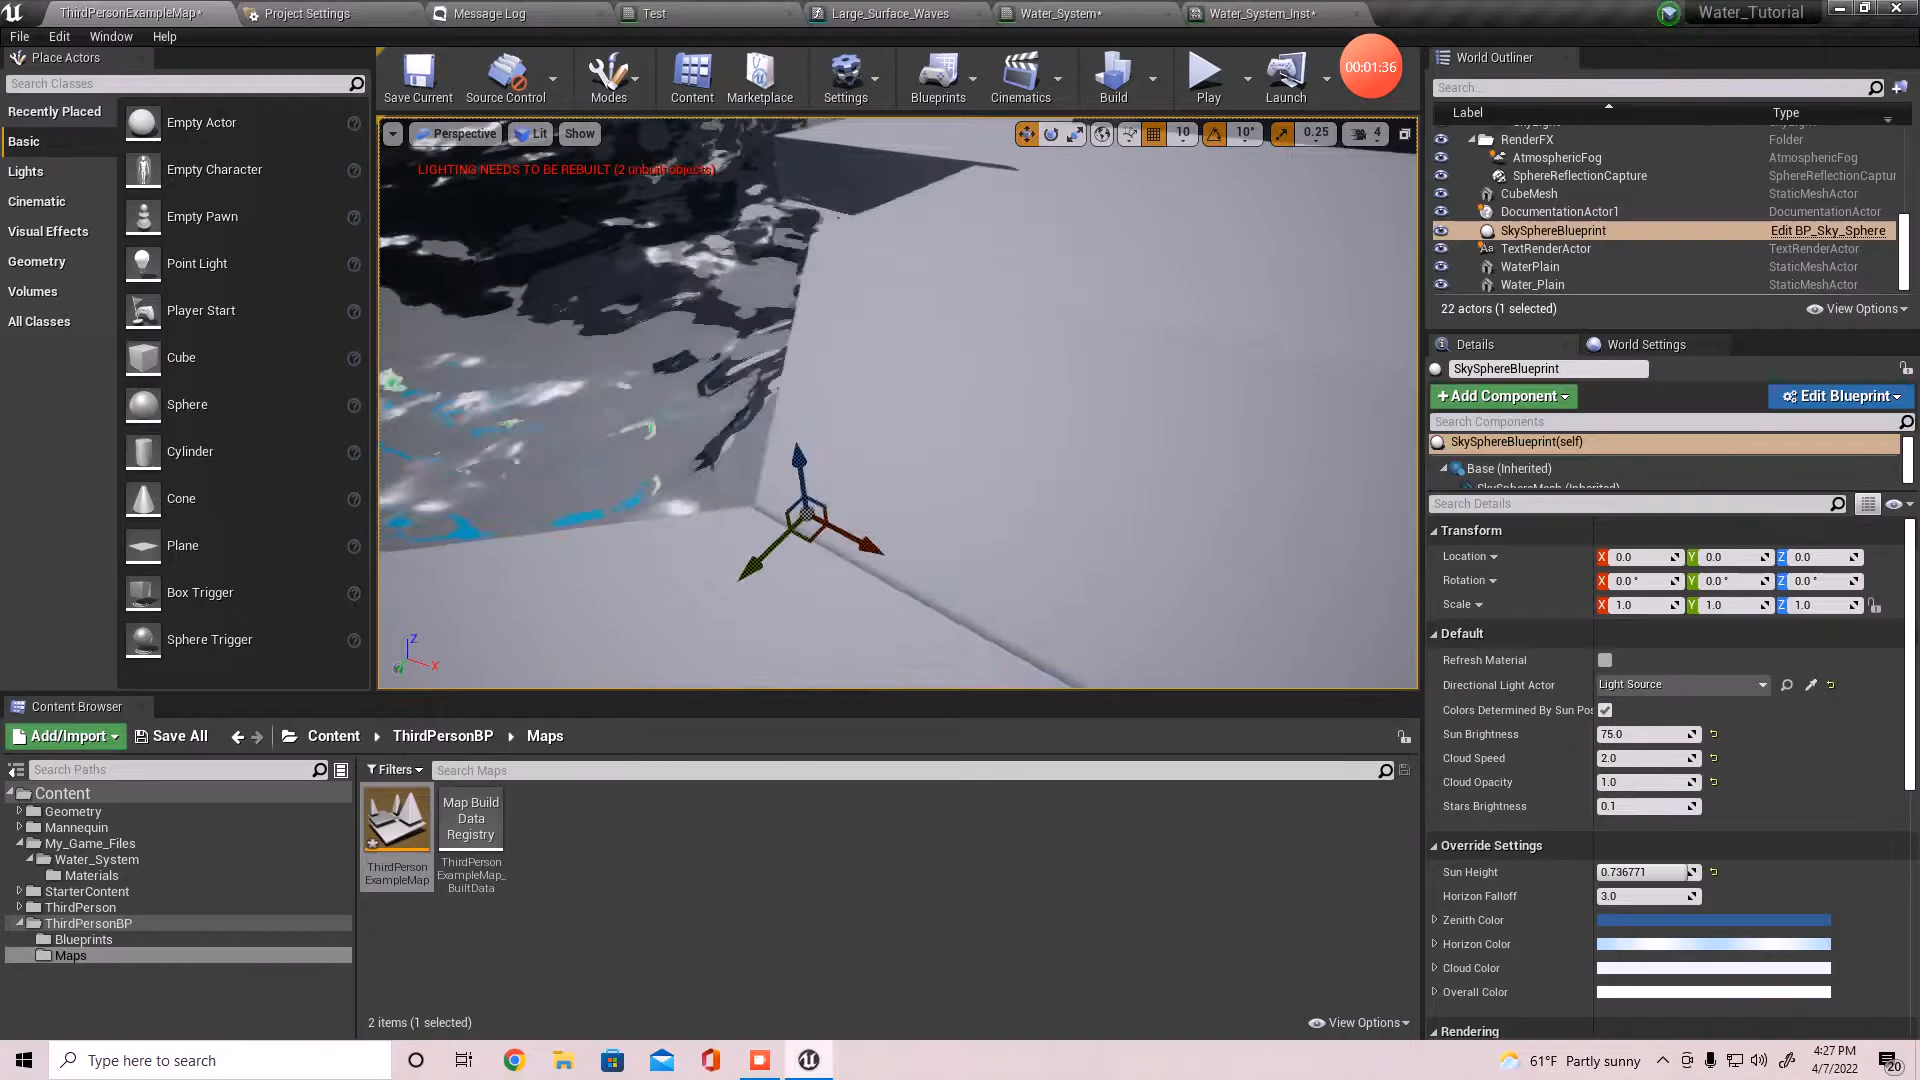 ThirdPersonExampleMap*
Project Settings
Message Log
Test
Large_Surface_Waves
Water_System*
Water_System_Inst*
Water_Tutorial
File Edit Window Help
Place Actors
Search Classes
Recently Placed
Basic
Lights
Cinematic
Visual Effects
Geometry
Volumes
All Classes
Empty Actor
Empty Character
Empty Pawn
Point Light
Player Start
Cube
Sphere
Cylinder
Cone
Plane
Box Trigger
Sphere Trigger
Save Current
Source Control
Modes
Content
Marketplace
Settings
Blueprints
Cinematics
Build
Play
Launch
00:01:36
Perspective Lit Show
10 10° 0.25 4
LIGHTING NEEDS TO BE REBUILT (2 unbuilt objects)
Z
X
World Outliner
Search...
Label Type
RenderFX Folder
AtmosphericFog AtmosphericFog
SphereReflectionCapture SphereReflectionCaptur
CubeMesh StaticMeshActor
DocumentationActor1 DocumentationActor
SkySphereBlueprint Edit BP_Sky_Sphere
TextRenderActor TextRenderActor
WaterPlain StaticMeshActor
Water_Plain StaticMeshActor
22 actors (1 selected) View Options
Details
World Settings
SkySphereBlueprint
+Add Component
Edit Blueprint
Search Components
SkySphereBlueprint(self)
Base (Inherited)
SkySphereMesh (Inherited)
Search Details
Transform
Location X 0.0 Y 0.0 Z 0.0
Rotation X 0.0° Y 0.0° Z 0.0°
Scale X 1.0 Y 1.0 Z 1.0
Default
Refresh Material
Directional Light Actor Light Source
Colors Determined By Sun Pos
Sun Brightness 75.0
Cloud Speed 2.0
Cloud Opacity 1.0
Stars Brightness 0.1
Override Settings
Sun Height 0.736771
Horizon Falloff 3.0
Zenith Color
Horizon Color
Cloud Color
Overall Color
Rendering
Content Browser
Add/Import Save All Content ThirdPersonBP Maps
Search Paths
Filters
Search Maps
Content
Geometry
Mannequin
My_Game_Files
Water_System
Materials
StarterContent
ThirdPerson
ThirdPersonBP
Blueprints
Maps
ThirdPerson
ExampleMap
Map Build
Data
Registry
ThirdPerson
ExampleMap_
BuiltData
2 items (1 selected) View Options
Type here to search
61°F Partly sunny
4:27 PM
4/7/2022
20